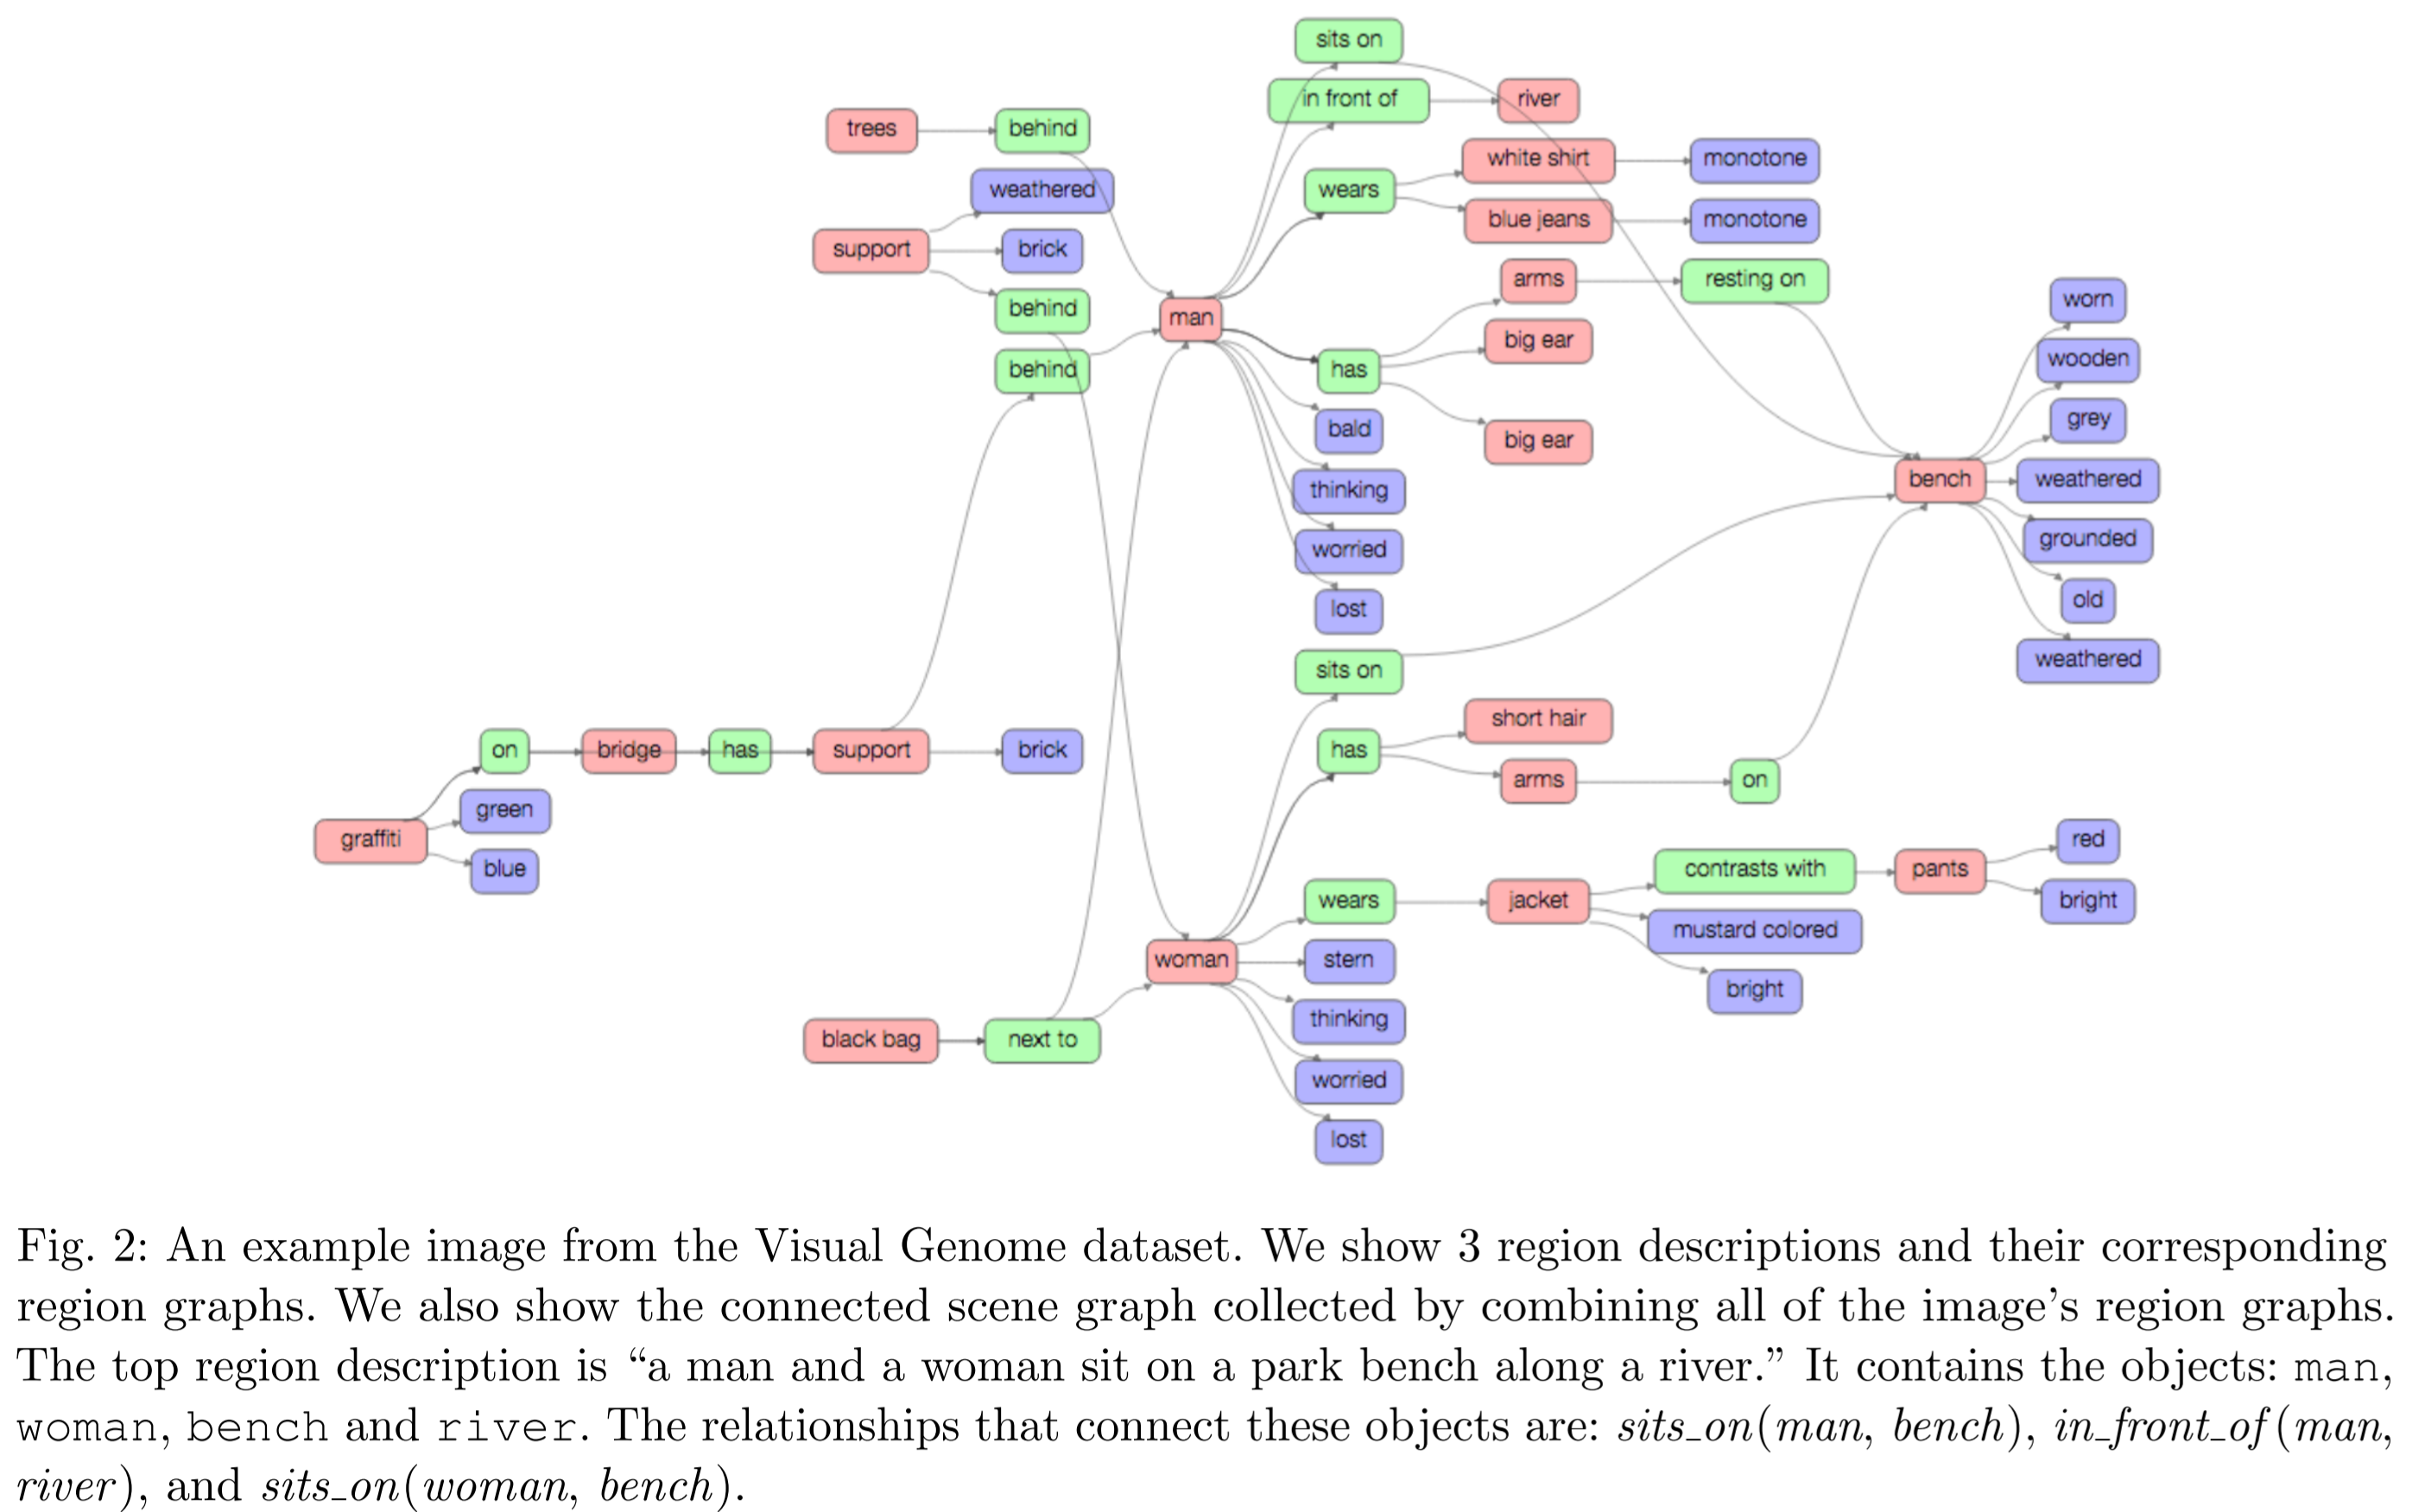 sits on
in front of
river
trees
behind
white shirt
monotone
weathered
wears
blue jeans
monotone
support
brick
arms
resting on
behind
man
worn
big ear
behind
has
wooden
bald
big ear
grey
thinking
bench
weathered
worried
grounded
lost
old
sits on
weathered
short hair
on
bridge
has
support
brick
has
arms
on
green
graffiti
blue
contrasts with
pants
red
wears
jacket
bright
mustard colored
woman
stern
bright
black bag
next to
thinking
worried
lost
Fig. 2: An example image from the Visual Genome dataset. We show 3 region descriptions and their corresponding
region graphs. We also show the connected scene graph collected by combining all of the image’s region graphs.
The top region description is “a man and a woman sit on a park bench along a river.” It contains the objects: man,
woman, bench and river. The relationships that connect these objects are: sits_on(man, bench), in_front_of(man,
river), and sits_on(woman, bench).